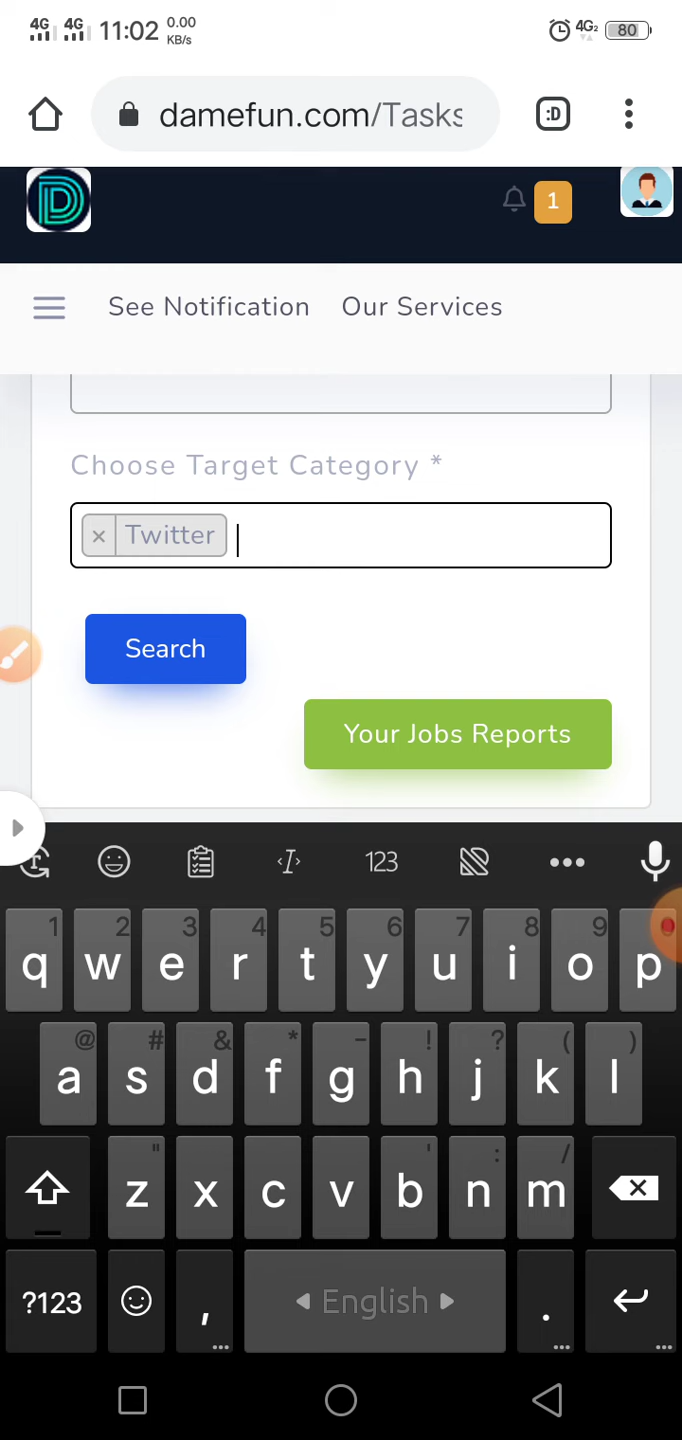 4G 4G 11:02 0.00 KB/s 4G2 80
damefun.com/Tasks :D
D 1
See Notification Our Services
Choose Target Category *
× Twitter
Search
Your Jobs Reports
123
1 2 3 4 5 6 7 8 9
q w e r t y u i o p
@ # & * - ! ? ( )
a s d f g h j k l
" ' : /
z x c v b n m
?123 , English .